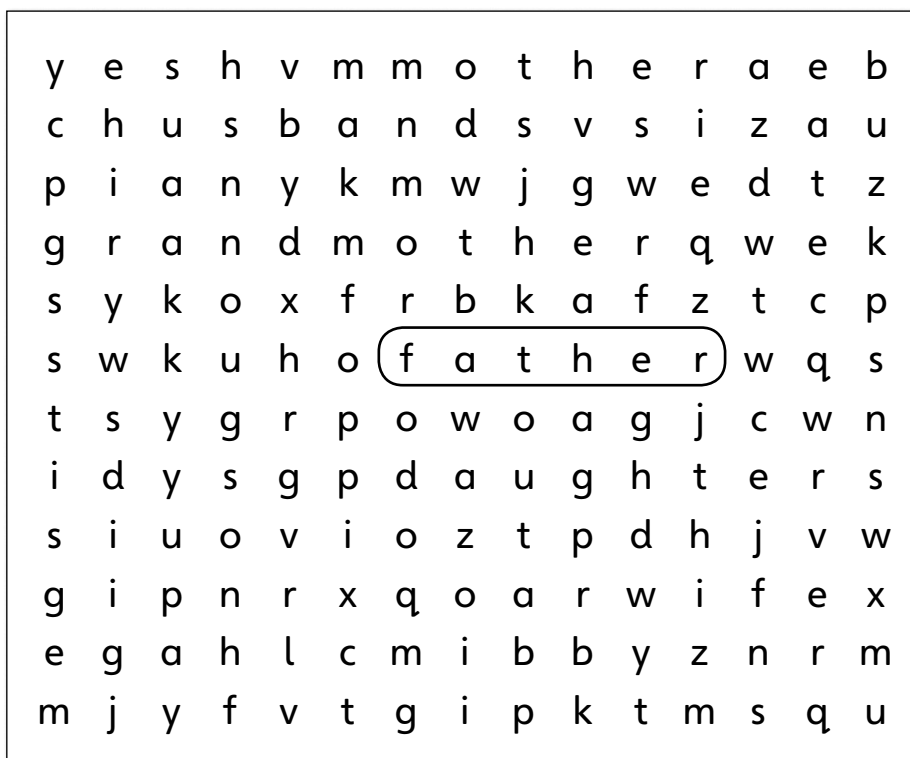 y e s h v m m o t h e r a e b
c h u s b a n d s v s i z a u
p i a n y k m w j g w e d t z
g r a n d m o t h e r q w e k
s y k o x f r b k a f z t c p
s w k u h o f a t h e r w q s
t s y g r p o w o a g j c w n
i d y s g p d a u g h t e r s
s i u o v i o z t p d h j v w
g i p n r x q o a r w i f e x
e g a h l c m i b b y z n r m
m j y f v t g i p k t m s q u